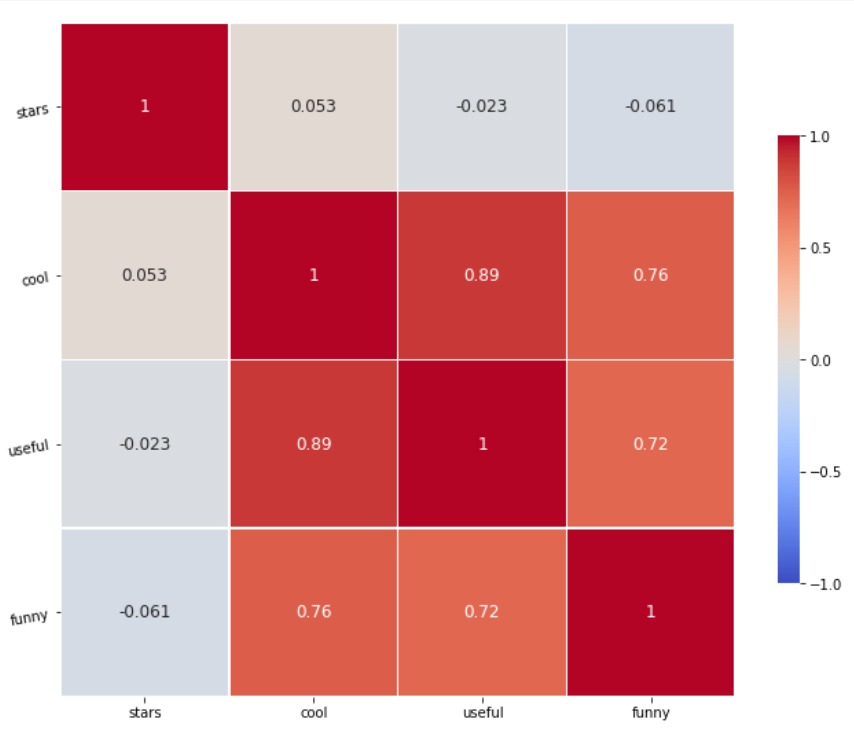 stars 1 0.053 -0.023 -0.061
cool 0.053 1 0.89 0.76
useful -0.023 0.89 1 0.72
funny -0.061 0.76 0.72 1
stars cool useful funny
1.0
0.5
0.0
−0.5
−1.0